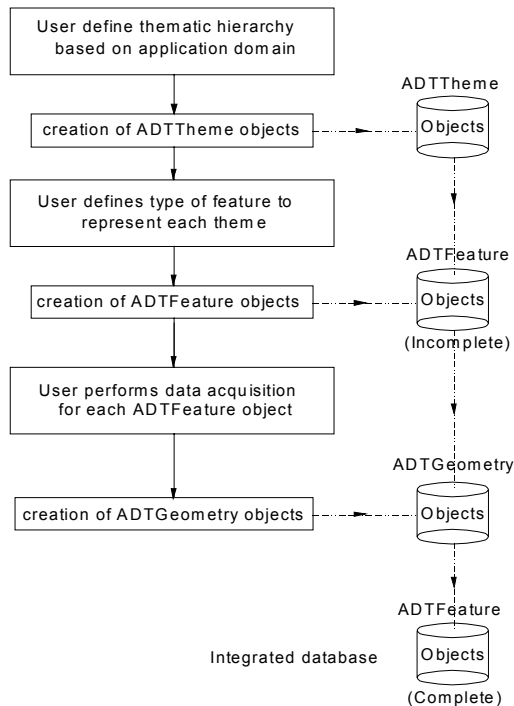 User define thematic hierarchy
based on application domain
ADTTheme
creation of ADTTheme objects
Objects
User defines type of feature to
represent each theme
ADTFeature
creation of ADTFeature objects
Objects
(Incomplete)
User performs data acquisition
for each ADTFeature object
ADTGeometry
creation of ADTGeometry objects
Objects
ADTFeature
Integrated database
Objects
(Complete)